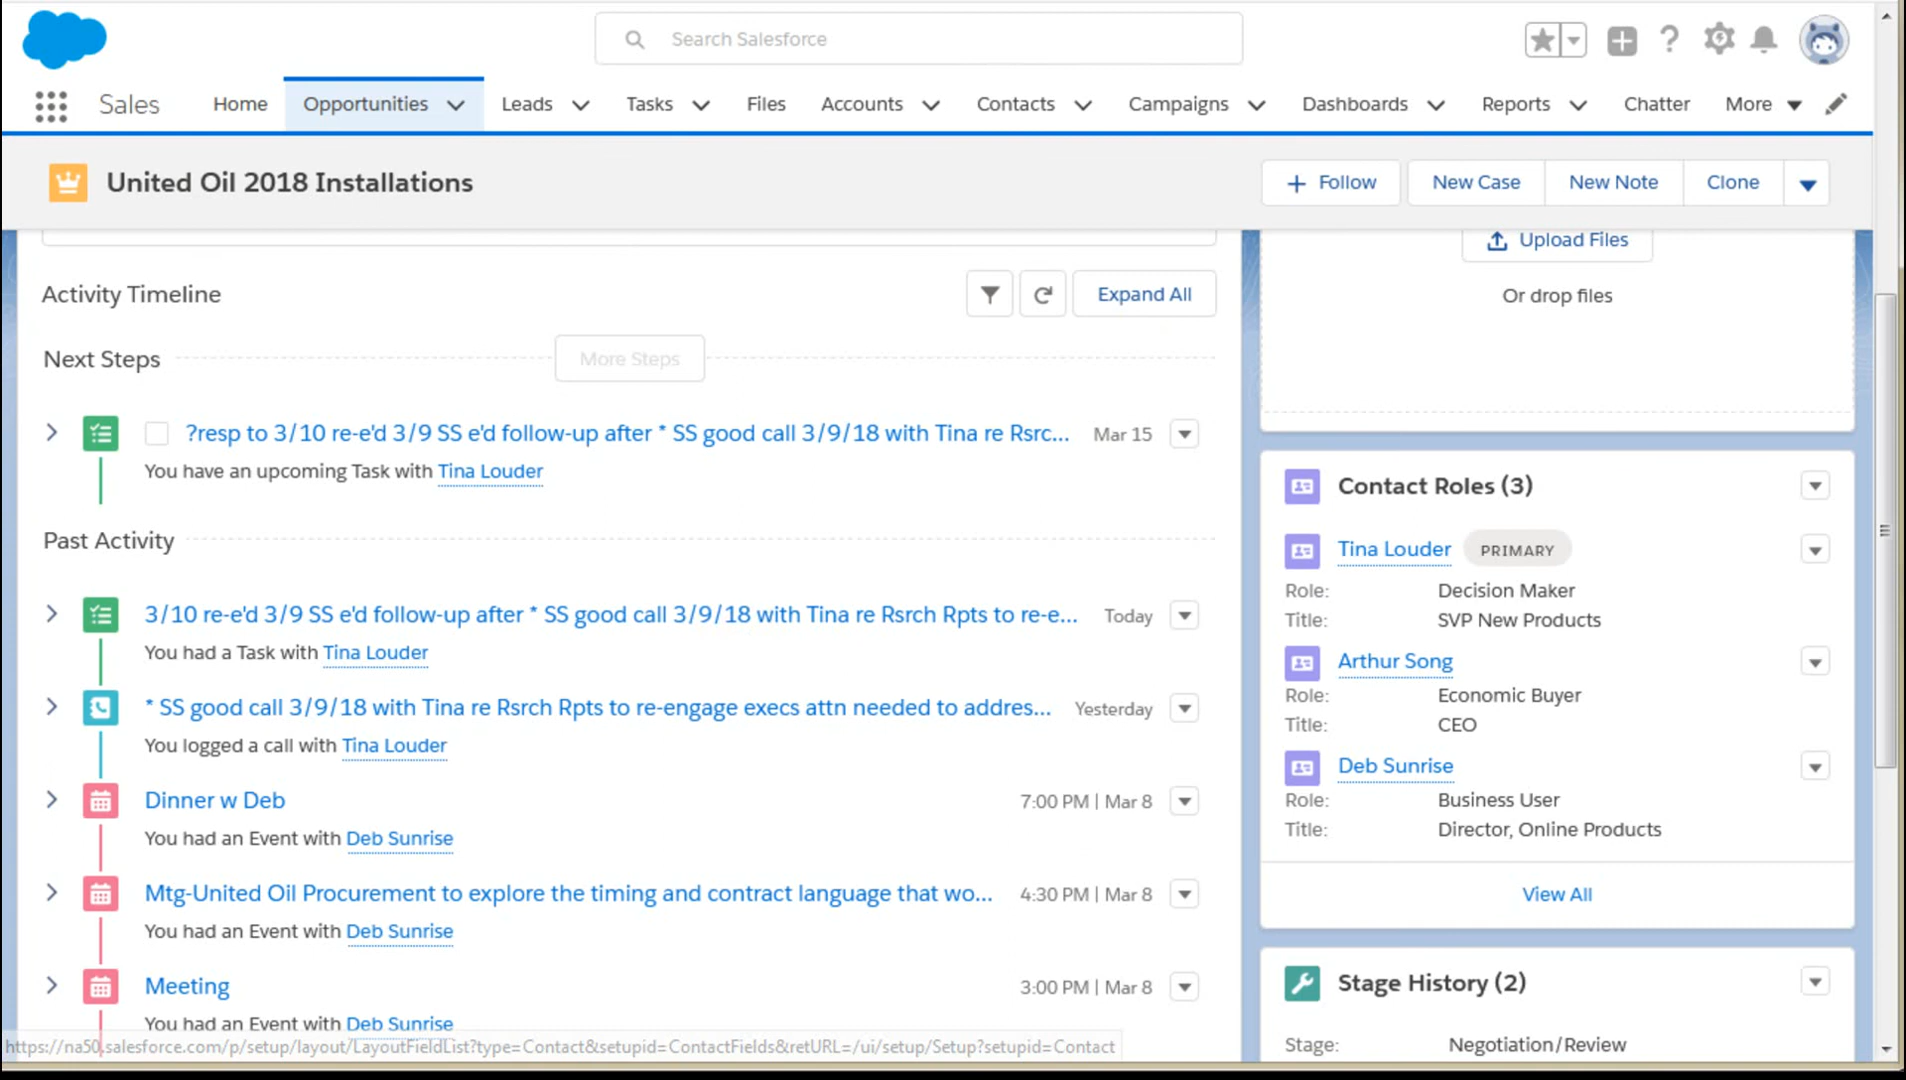 Search Salesforce
Sales
Home
Opportunities
Leads
Tasks
Files
Accounts
Contacts
Campaigns
Dashboards
Reports
Chatter
More
United Oil 2018 Installations
+ Follow
New Case
New Note
Clone
Activity Timeline
Expand All
Next Steps
More Steps
?resp to 3/10 re-e'd 3/9 SS e'd follow-up after * SS good call 3/9/18 with Tina re Rsrc...
Mar 15
You have an upcoming Task with Tina Louder
Past Activity
3/10 re-e'd 3/9 SS e'd follow-up after * SS good call 3/9/18 with Tina re Rsrch Rpts to re-e...
Today
You had a Task with Tina Louder
* SS good call 3/9/18 with Tina re Rsrch Rpts to re-engage execs attn needed to addres...
Yesterday
You logged a call with Tina Louder
Dinner w Deb
7:00 PM | Mar 8
You had an Event with Deb Sunrise
Mtg-United Oil Procurement to explore the timing and contract language that wo...
4:30 PM | Mar 8
You had an Event with Deb Sunrise
Meeting
3:00 PM | Mar 8
You had an Event with Deb Sunrise
https://na50.salesforce.com/p/setup/layout/LayoutFieldList?type=Contact&setupid=ContactFields&retURL=/ui/setup/Setup?setupid=Contact
Upload Files
Or drop files
Contact Roles (3)
Tina Louder
PRIMARY
Role: Decision Maker
Title: SVP New Products
Arthur Song
Role: Economic Buyer
Title: CEO
Deb Sunrise
Role: Business User
Title: Director, Online Products
View All
Stage History (2)
Stage: Negotiation/Review